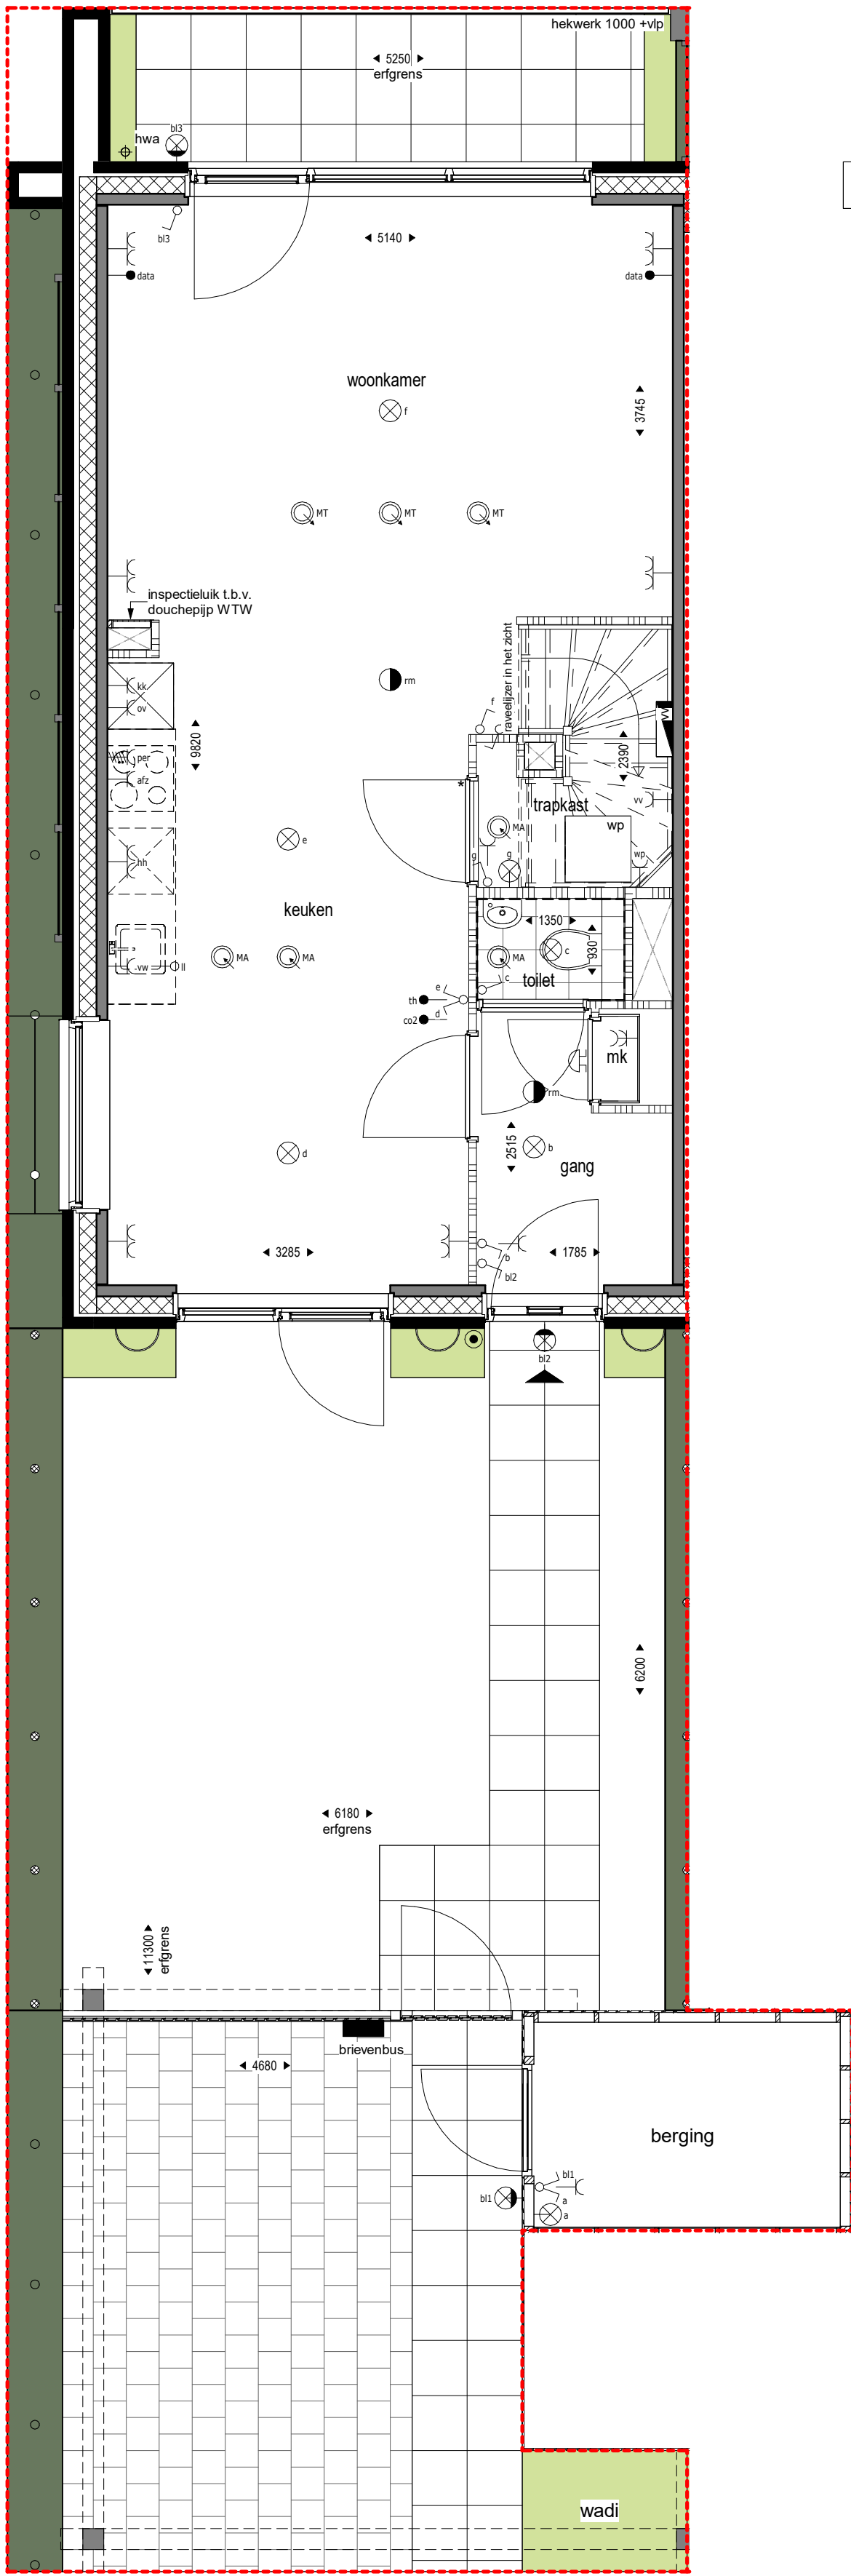 hekwerk 1000 +vlp
5250
erfgrens
bl3
hwa
bl3
5140
data
data
woonkamer
f
3745
MT
MT
MT
inspectieluik t.b.v.
douchepijp WTW
raveelijzer in het zicht
kk
ov
rm
f
vv
9820
2390
per
afz
*
trapkast
vv
MA
wp
e
g
g
wp
hh
keuken
1350
930
c
vw
ll
MA
MA
MA
toilet
c
e
th
d
co2
mk
rm
2515
b
gang
d
3285
b
1785
bl2
bl2
6200
6180
erfgrens
11300
erfgrens
brievenbus
4680
berging
bl1
a
bl1
a
wadi